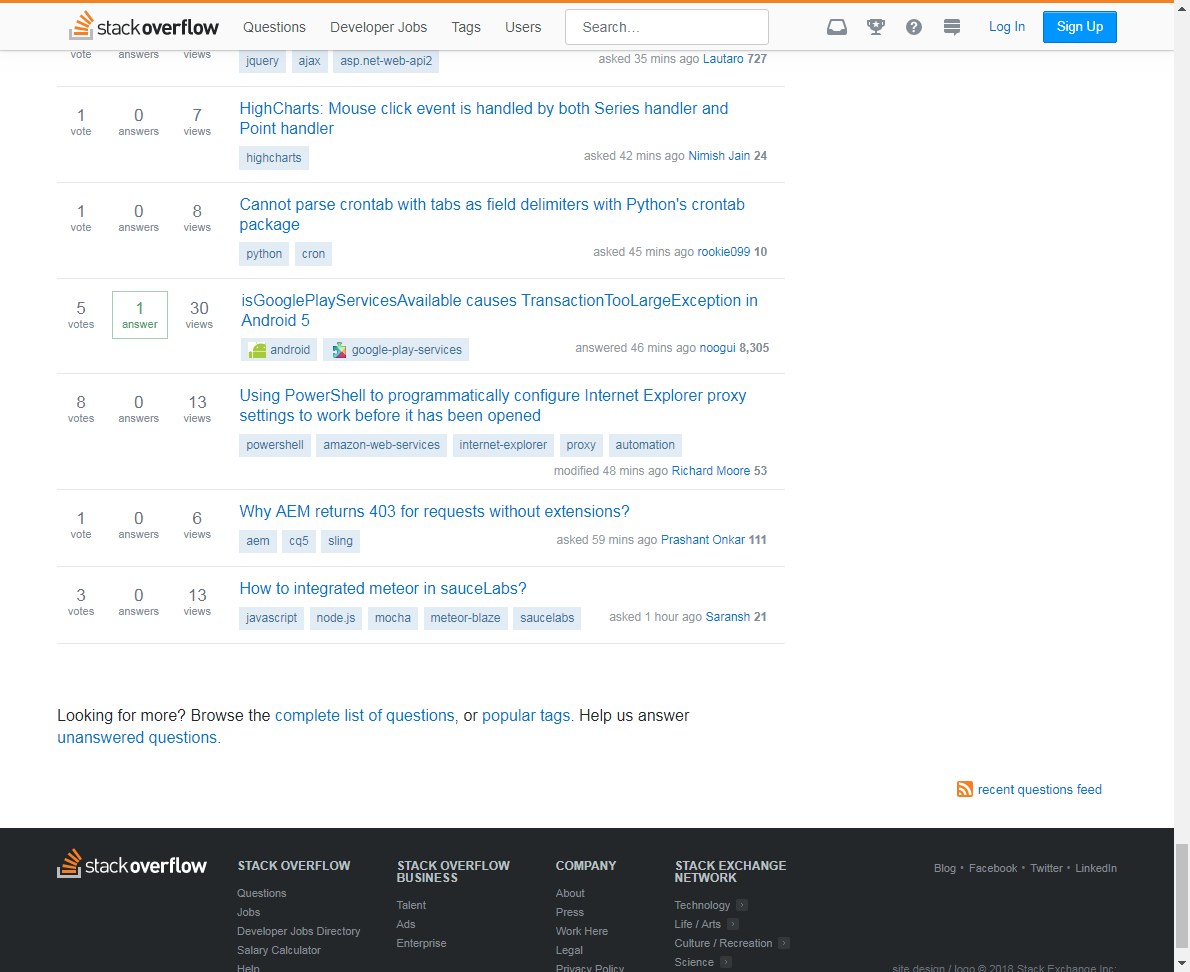 stack overflow Questions Developer Jobs Tags Users Search... Log In Sign Up
vote answers views
jquery ajax asp.net-web-api2 asked 35 mins ago Lautaro 727
1 vote 0 answers 7 views
HighCharts: Mouse click event is handled by both Series handler and
Point handler
highcharts asked 42 mins ago Nimish Jain 24
1 vote 0 answers 8 views
Cannot parse crontab with tabs as field delimiters with Python's crontab
package
python cron asked 45 mins ago rookie099 10
5 votes 1 answer 30 views
isGooglePlayServicesAvailable causes TransactionTooLargeException in
Android 5
android google-play-services answered 46 mins ago noogui 8,305
8 votes 0 answers 13 views
Using PowerShell to programmatically configure Internet Explorer proxy
settings to work before it has been opened
powershell amazon-web-services internet-explorer proxy automation
modified 48 mins ago Richard Moore 53
1 vote 0 answers 6 views
Why AEM returns 403 for requests without extensions?
aem cq5 sling asked 59 mins ago Prashant Onkar 111
3 votes 0 answers 13 views
How to integrated meteor in sauceLabs?
javascript node.js mocha meteor-blaze saucelabs asked 1 hour ago Saransh 21
Looking for more? Browse the complete list of questions, or popular tags. Help us answer
unanswered questions.
recent questions feed
stack overflow
STACK OVERFLOW
Questions
Jobs
Developer Jobs Directory
Salary Calculator
Help
STACK OVERFLOW
BUSINESS
Talent
Ads
Enterprise
COMPANY
About
Press
Work Here
Legal
Privacy Policy
STACK EXCHANGE
NETWORK
Technology
Life / Arts
Culture / Recreation
Science
Blog • Facebook • Twitter • LinkedIn
site design / logo © 2018 Stack Exchange Inc;